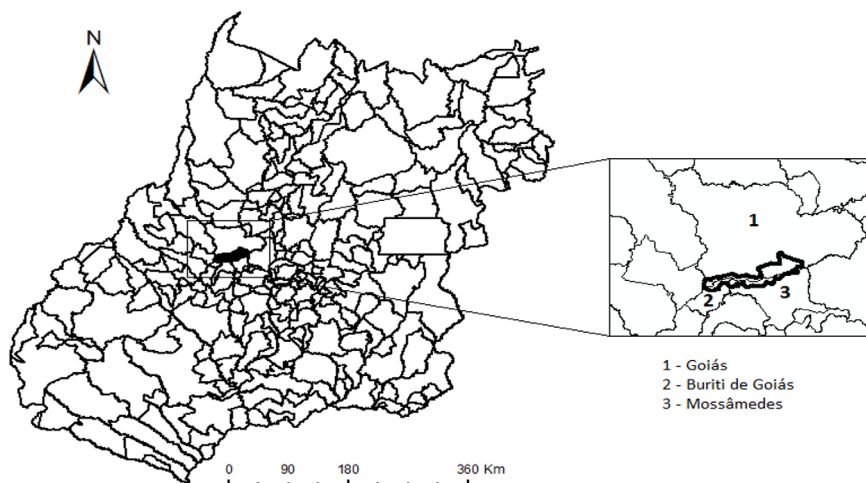 N
1
2
3
1 - Goiás
2 - Buriti de Goiás
3 - Mossâmedes
0 90 180 360 Km